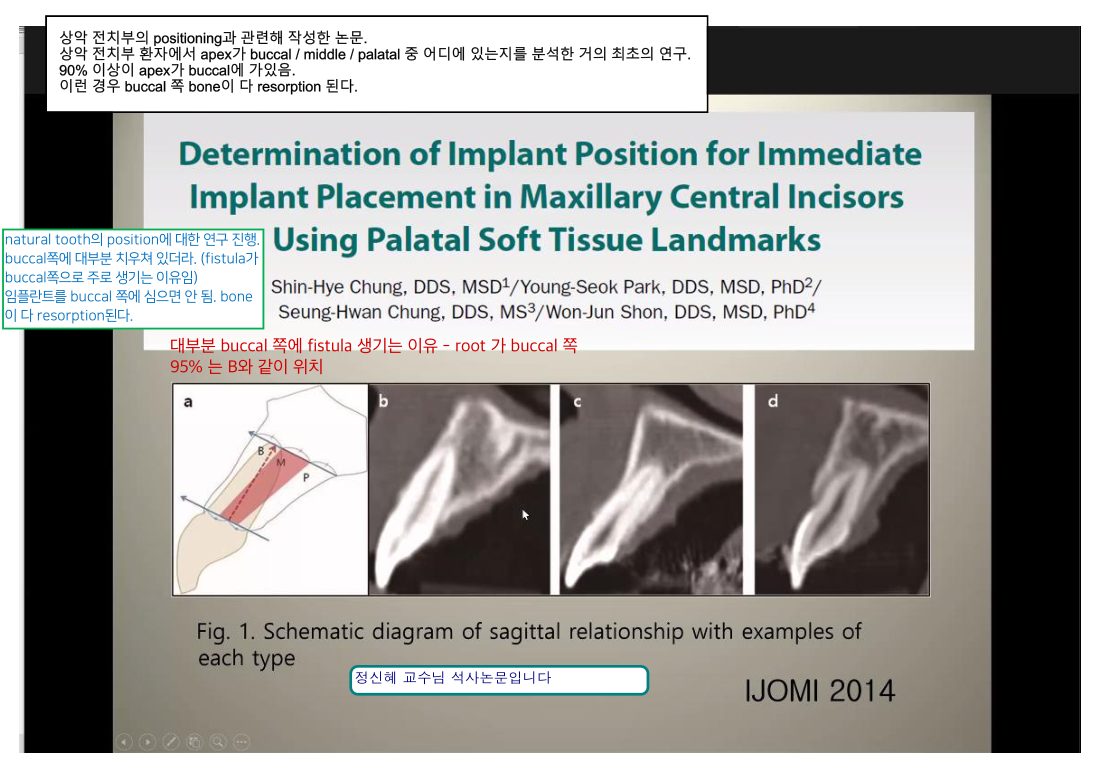 상악 전치부의 positioning과 관련해 작성한 논문.
상악 전치부 환자에서 apex가 buccal / middle / palatal 중 어디에 있는지를 분석한 거의 최초의 연구.
90% 이상이 apex가 buccal에 가있음.
이런 경우 buccal 쪽 bone이 다 resorption 된다.
Determination of Implant Position for Immediate
Implant Placement in Maxillary Central Incisors
Using Palatal Soft Tissue Landmarks
natural tooth의 position에 대한 연구 진행.
buccal쪽에 대부분 치우쳐 있더라. (fistula가
buccal쪽으로 주로 생기는 이유임)
임플란트를 buccal 쪽에 심으면 안 됨. bone
이 다 resorption된다.
Shin-Hye Chung, DDS, MSD1/Young-Seok Park, DDS, MSD, PhD2/
Seung-Hwan Chung, DDS, MS3/Won-Jun Shon, DDS, MSD, PhD4
대부분 buccal 쪽에 fistula 생기는 이유 - root 가 buccal 쪽
95% 는 B와 같이 위치
a
b
c
d
B
M
P
Fig. 1. Schematic diagram of sagittal relationship with examples of
each type
정신혜 교수님 석사논문입니다
IJOMI 2014